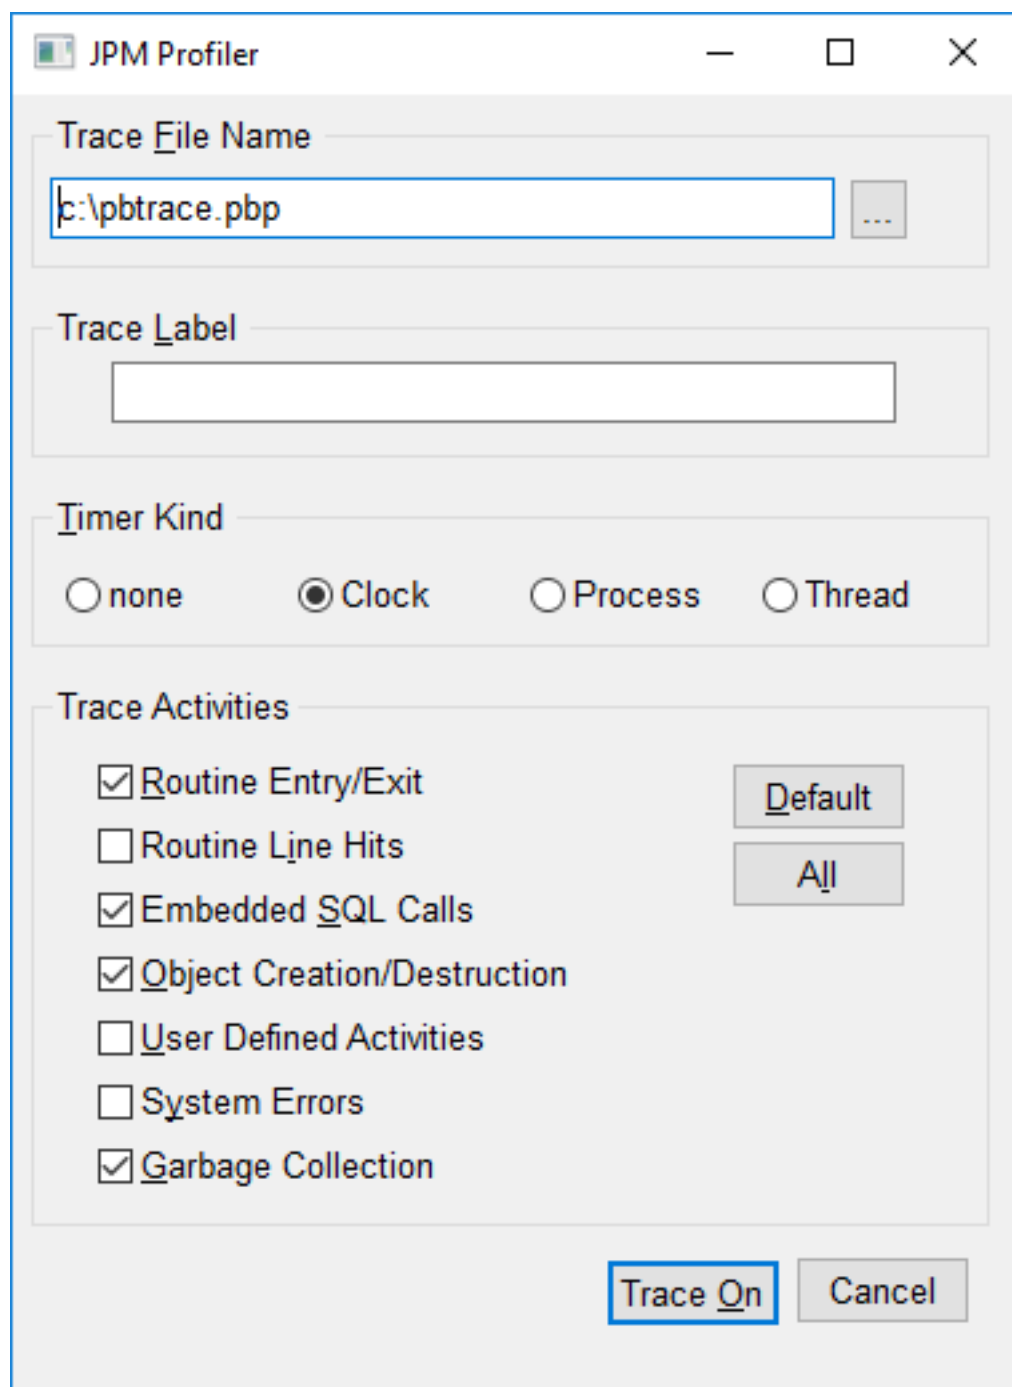 JPM Profiler
Trace File Name
c:\pbtrace.pbp
...
Trace Label
Timer Kind
none Clock Process Thread
Trace Activities
Routine Entry/Exit
Default
Routine Line Hits
All
Embedded SQL Calls
Object Creation/Destruction
User Defined Activities
System Errors
Garbage Collection
Trace On Cancel